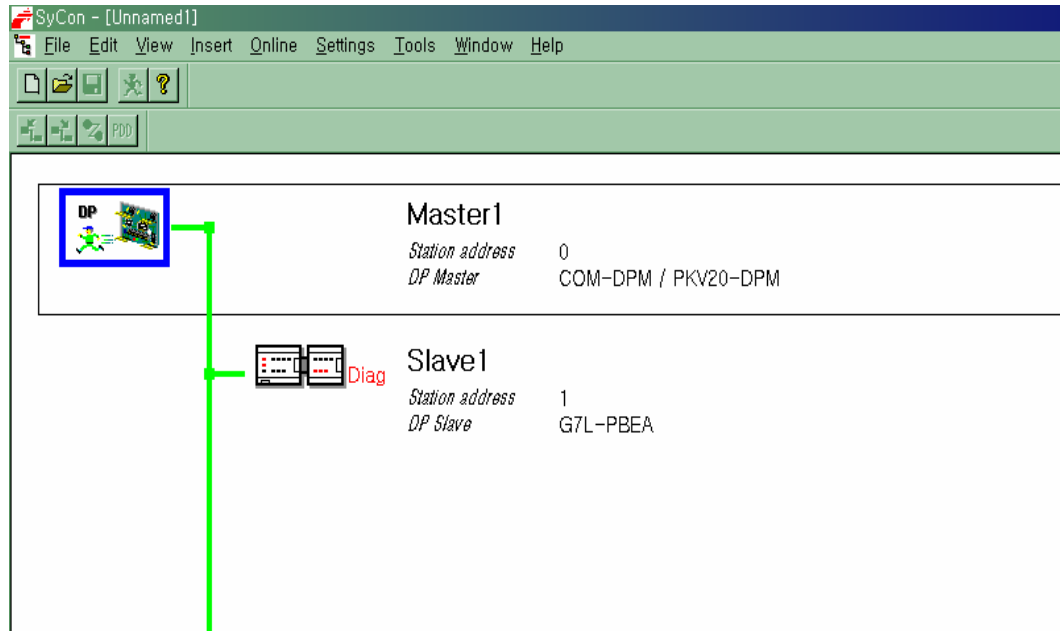 SyCon - [Unnamed1]
File Edit View Insert Online Settings Tools Window Help
PDD
DP
Master1
Station address 0
DP Master COM-DPM / PKV20-DPM
Diag
Slave1
Station address 1
DP Slave G7L-PBEA